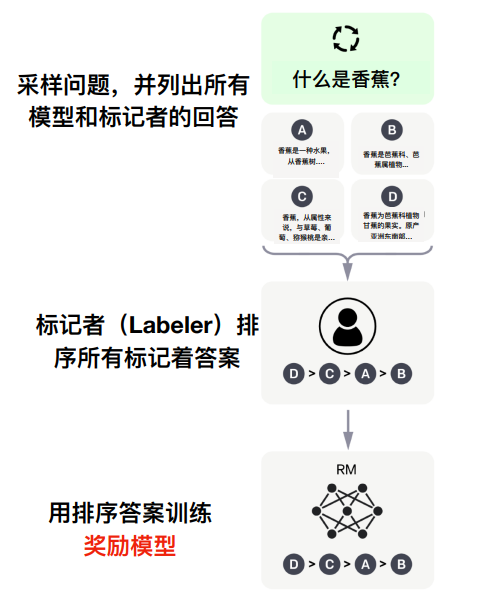 采样问题，并列出所有
模型和标记者的回答
什么是香蕉?
A
香蕉是一种水果，
从香蕉树....
B
香蕉是芭蕉科、芭
蕉属植物...
C
香蕉，从属性来
说，与草莓、葡
萄、猕猴桃是亲...
D
香蕉为芭蕉科植物
甘蕉的果实。原产
亚洲东南部...
标记者（Labeler）排
序所有标记着答案
D > C > A > B
用排序答案训练
奖励模型
RM
D > C > A > B